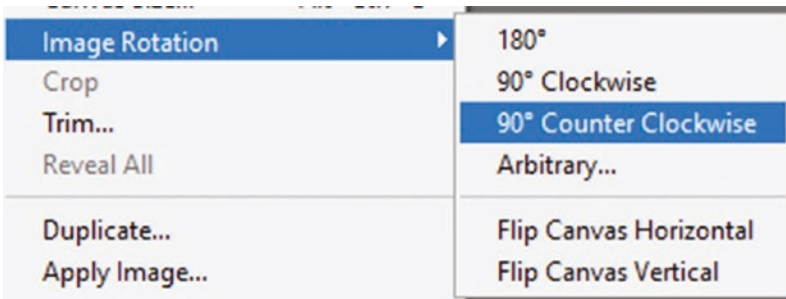 Image Rotation
Crop
Trim...
Reveal All
Duplicate...
Apply Image...
180°
90° Clockwise
90° Counter Clockwise
Arbitrary...
Flip Canvas Horizontal
Flip Canvas Vertical